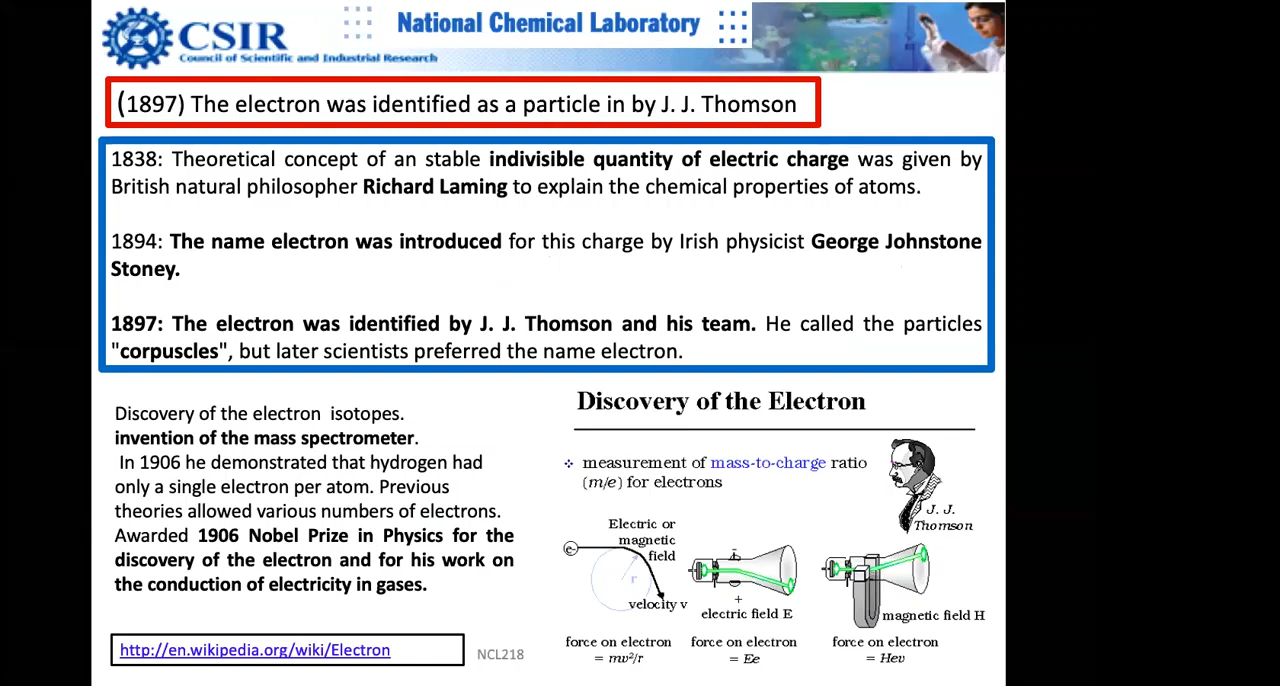 CSIR
National Chemical Laboratory
Council of Scientific and Industrial Research
(1897) The electron was identified as a particle in by J. J. Thomson
1838: Theoretical concept of an stable indivisible quantity of electric charge was given by
British natural philosopher Richard Laming to explain the chemical properties of atoms.
1894: The name electron was introduced for this charge by Irish physicist George Johnstone
Stoney.
1897: The electron was identified by J. J. Thomson and his team. He called the particles
"corpuscles", but later scientists preferred the name electron.
Discovery of the electron isotopes.
invention of the mass spectrometer.
In 1906 he demonstrated that hydrogen had
only a single electron per atom. Previous
theories allowed various numbers of electrons.
Awarded 1906 Nobel Prize in Physics for the
discovery of the electron and for his work on
the conduction of electricity in gases.
http://en.wikipedia.org/wiki/Electron
NCL218
Discovery of the Electron
❖ measurement of mass-to-charge ratio
(m/e) for electrons
J. J.
Thomson
Electric or
magnetic
field
e-
r
velocity v
force on electron
= mv²/r
-
+
electric field E
force on electron
= Ee
magnetic field H
force on electron
= Hev